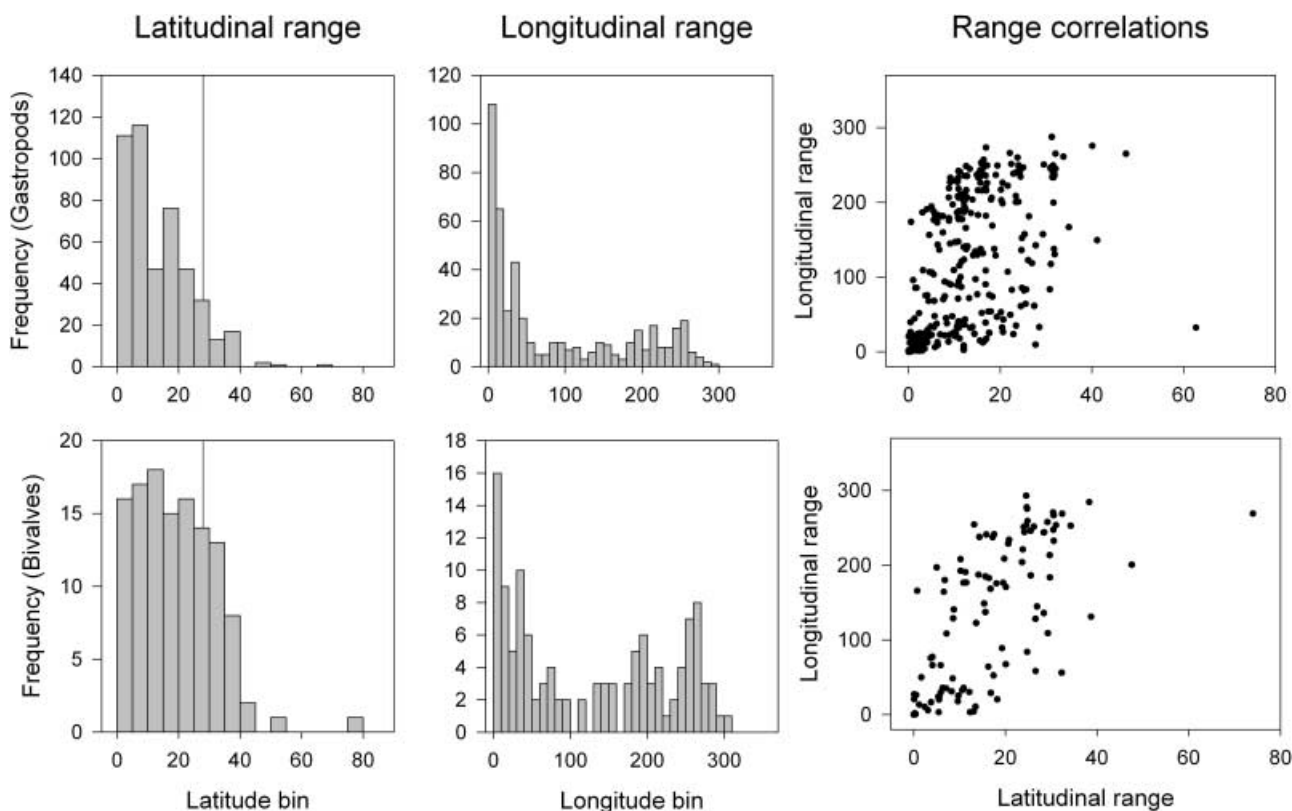 Latitudinal range
Longitudinal range
Range correlations
Frequency (Gastropods)
140
120
100
80
60
40
20
0
0 20 40 60 80
120
100
80
60
40
20
0
0 100 200 300
Longitudinal range
300
200
100
0
0 20 40 60 80
Frequency (Bivalves)
20
15
10
5
0
0 20 40 60 80
Latitude bin
18
16
14
12
10
8
6
4
2
0
0 100 200 300
Longitude bin
Longitudinal range
300
200
100
0
0 20 40 60 80
Latitudinal range